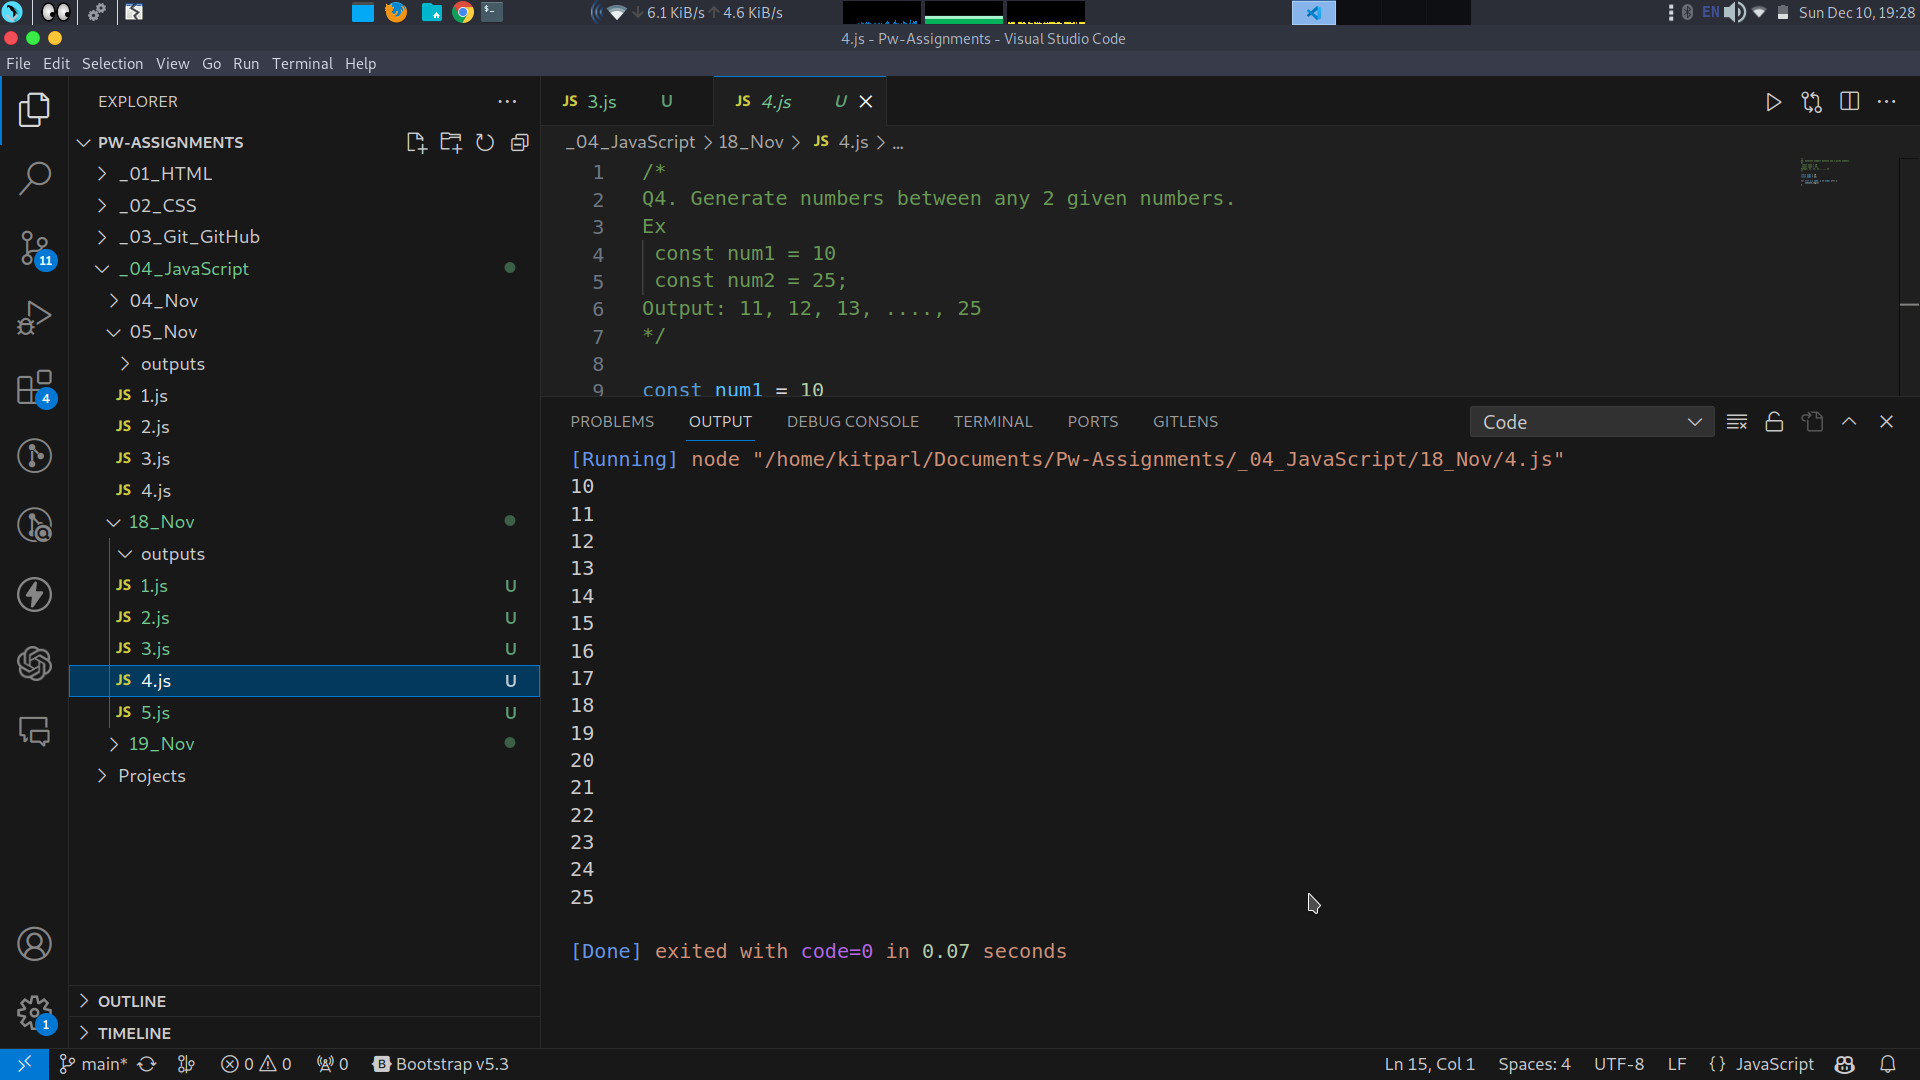 6.1 KiB/s 4.6 KiB/s EN Sun Dec 10, 19:28
4.js - Pw-Assignments - Visual Studio Code
File Edit Selection View Go Run Terminal Help
EXPLORER
PW-ASSIGNMENTS
_01_HTML
_02_CSS
_03_Git_GitHub
_04_JavaScript
04_Nov
05_Nov
outputs
JS 1.js
JS 2.js
JS 3.js
JS 4.js
18_Nov
outputs
JS 1.js U
JS 2.js U
JS 3.js U
JS 4.js U
JS 5.js U
19_Nov
Projects
OUTLINE
TIMELINE
11
4
1
JS 3.js U JS 4.js U
_04_JavaScript > 18_Nov > JS 4.js > ...
1 /*
2 Q4. Generate numbers between any 2 given numbers.
3 Ex
4 const num1 = 10
5 const num2 = 25;
6 Output: 11, 12, 13, ...., 25
7 */
8
9 const num1 = 10
PROBLEMS OUTPUT DEBUG CONSOLE TERMINAL PORTS GITLENS Code
[Running] node "/home/kitparl/Documents/Pw-Assignments/_04_JavaScript/18_Nov/4.js"
10
11
12
13
14
15
16
17
18
19
20
21
22
23
24
25
[Done] exited with code=0 in 0.07 seconds
main* 0 0 0 B Bootstrap v5.3 Ln 15, Col 1 Spaces: 4 UTF-8 LF {} JavaScript